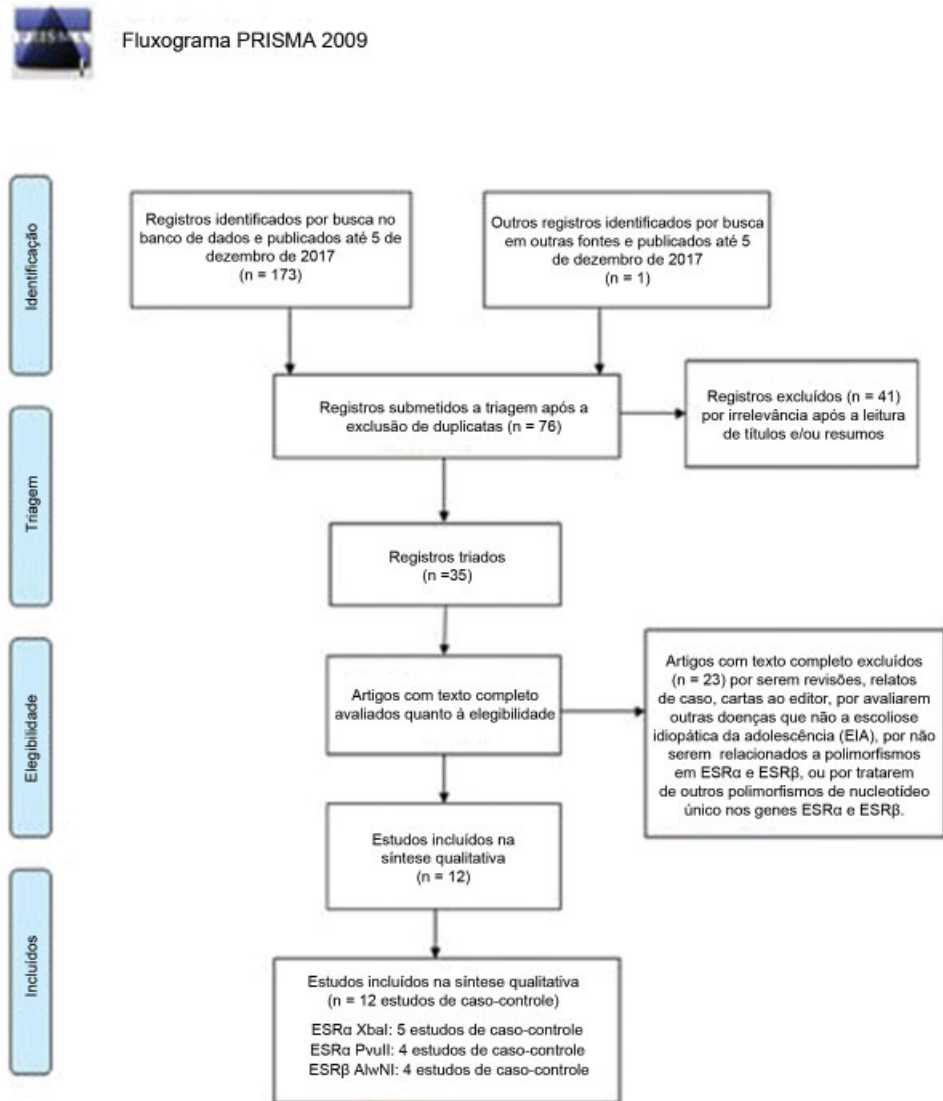 Fluxograma PRISMA 2009
Identificação
Registros identificados por busca no
banco de dados e publicados até 5 de
dezembro de 2017
(n = 173)
Outros registros identificados por busca
em outras fontes e publicados até 5
de dezembro de 2017
(n = 1)
Triagem
Registros submetidos a triagem após a
exclusão de duplicatas (n = 76)
Registros excluídos (n = 41)
por irrelevância após a leitura
de títulos e/ou resumos
Registros triados
(n =35)
Elegibilidade
Artigos com texto completo
avaliados quanto à elegibilidade
Artigos com texto completo excluídos
(n = 23) por serem revisões, relatos
de caso, cartas ao editor, por avaliarem
outras doenças que não a escoliose
idiopática da adolescência (EIA), por não
serem relacionados a polimorfismos
em ESRα e ESRβ, ou por tratarem
de outros polimorfismos de nucleotídeo
único nos genes ESRα e ESRβ.
Estudos incluídos na
síntese qualitativa
(n = 12)
Incluídos
Estudos incluídos na síntese qualitativa
(n = 12 estudos de caso-controle)
ESRα XbaI: 5 estudos de caso-controle
ESRα PvuII: 4 estudos de caso-controle
ESRβ AlwNI: 4 estudos de caso-controle